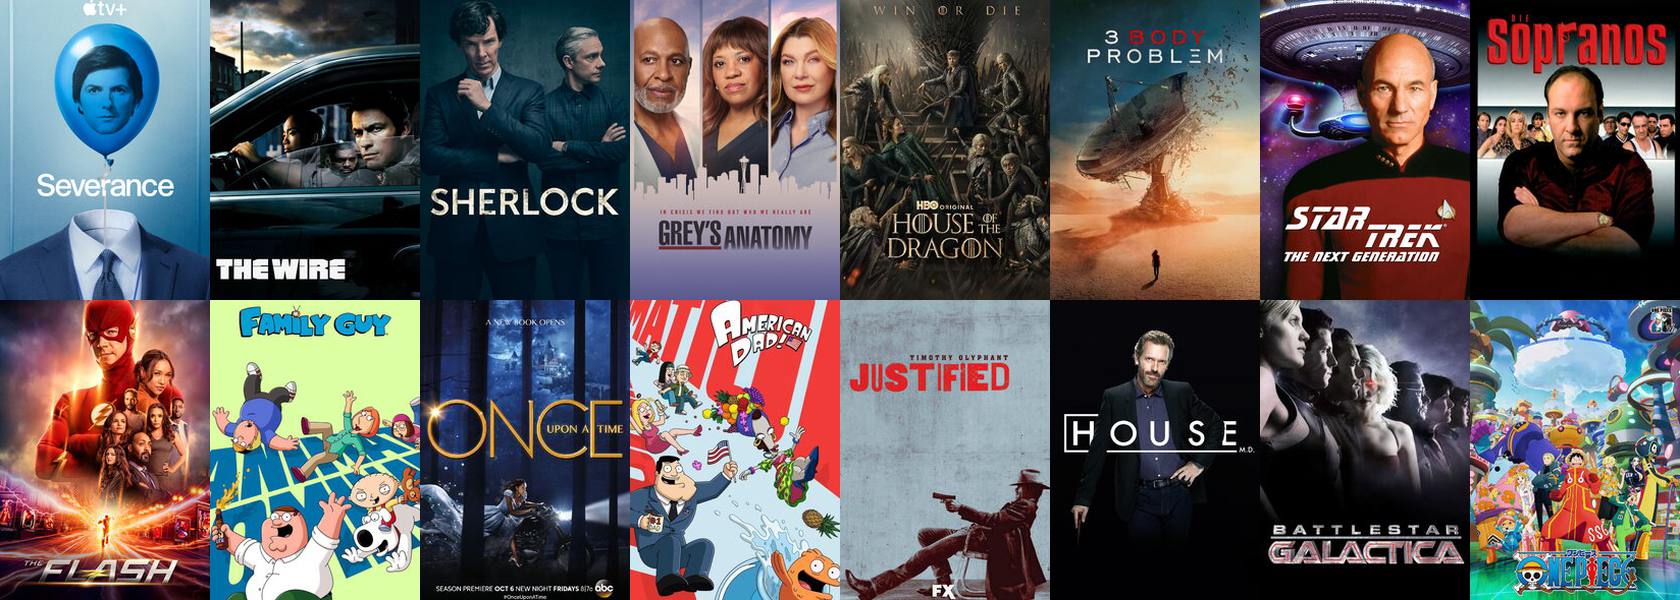 tv+
Severance
THE WIRE
SHERLOCK
IN CRISIS WE FIND OUT WHO WE REALLY ARE
GREY'S ANATOMY
WIN OR DIE
HBO ORIGINAL
HOUSE OF THE
DRAGON
3 BODY
PROBLEM
STAR
TREK
THE NEXT GENERATION
DIE
Sopranos
THE
FLASH
FAMILY GUY
A NEW BOOK OPENS
ONCE
UPON A TIME
SEASON PREMIERE OCT 6 NEW NIGHT FRIDAYS 8|7c abc
#OnceUponATime
AMERICAN
DAD!
TIMOTHY OLYPHANT
JUSTIFIED
FX
HOUSE
M.D.
BATTLESTAR
GALACTICA
ONE PIECE